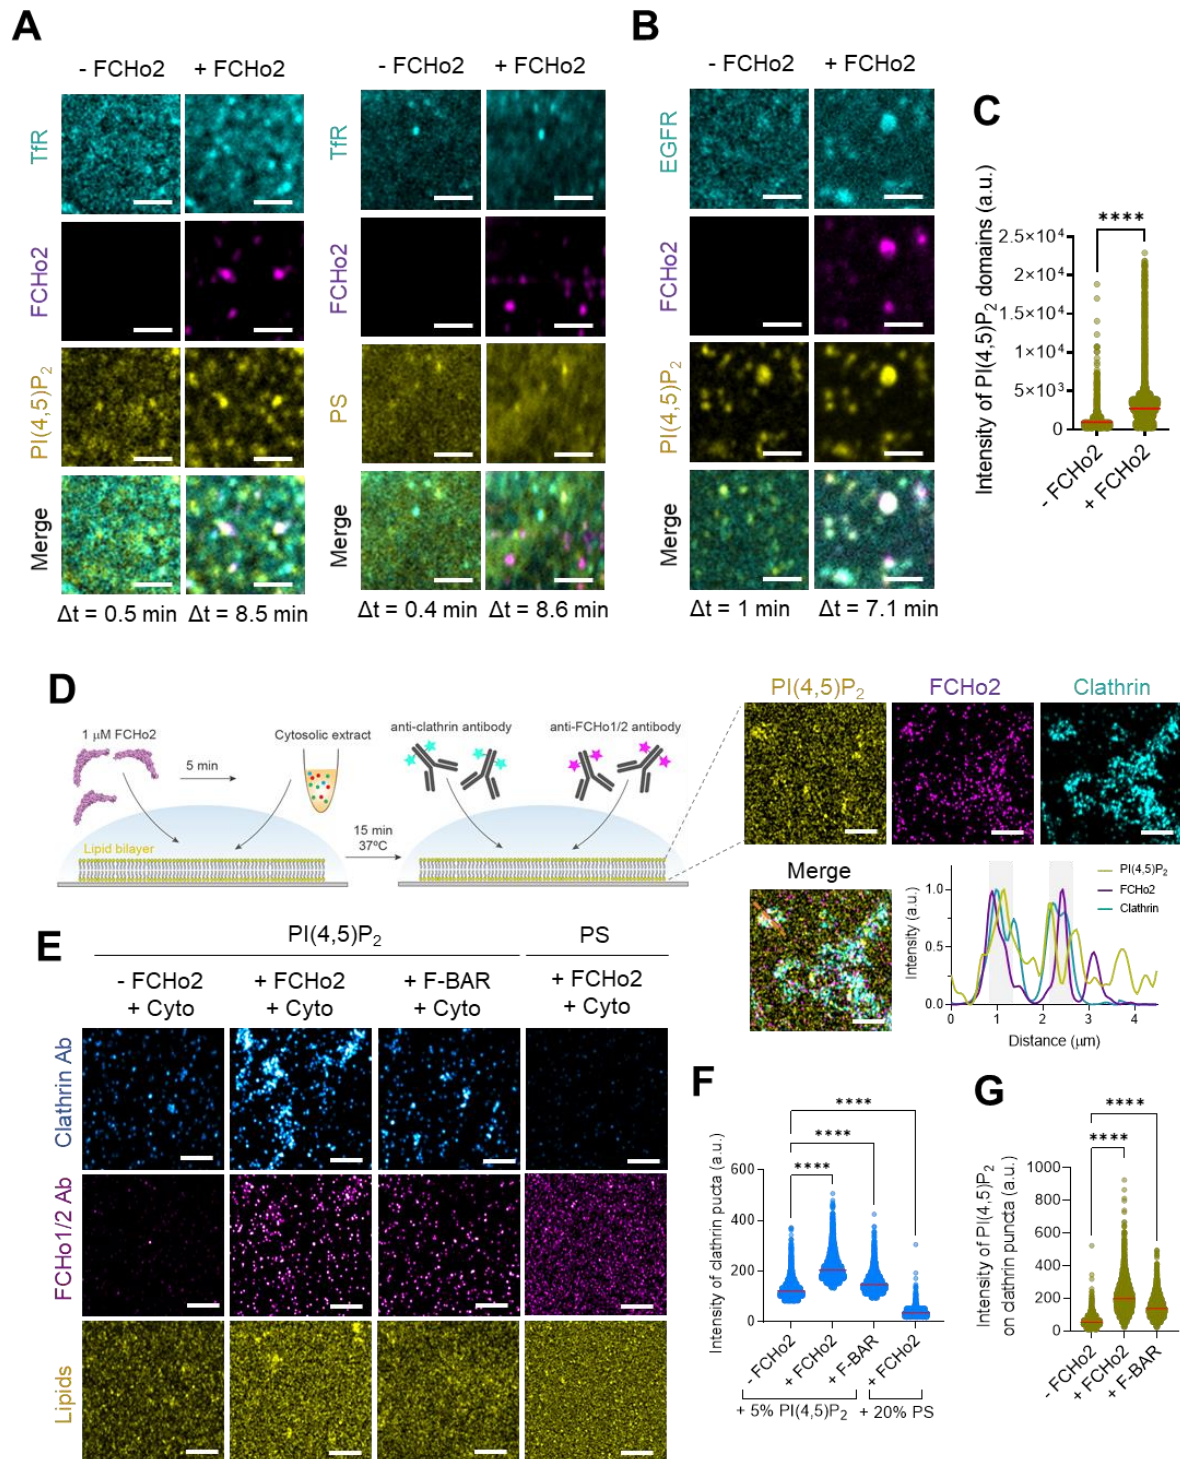 A
- FCHo2 + FCHo2
- FCHo2 + FCHo2
TfR
FCHo2
PI(4,5)P2
Merge
Δt = 0.5 min Δt = 8.5 min
TfR
FCHo2
PS
Merge
Δt = 0.4 min Δt = 8.6 min
B
- FCHo2 + FCHo2
EGFR
FCHo2
PI(4,5)P2
Merge
Δt = 1 min Δt = 7.1 min
C
Intensity of PI(4,5)P2 domains (a.u.)
****
2.5×10⁴
2×10⁴
1.5×10⁴
1×10⁴
5×10³
0
- FCHo2
+ FCHo2
D
1 μM FCHo2
5 min
Cytosolic extract
Lipid bilayer
15 min
37ºC
anti-clathrin antibody
anti-FCHo1/2 antibody
PI(4,5)P2
FCHo2
Clathrin
Merge
Intensity (a.u.)
1.0
0.5
0.0
0 1 2 3 4
Distance (μm)
PI(4,5)P2
FCHo2
Clathrin
E
PI(4,5)P2
PS
- FCHo2 + FCHo2 + F-BAR + FCHo2
+ Cyto + Cyto + Cyto + Cyto
Clathrin Ab
FCHo1/2 Ab
Lipids
F
Intensity of clathrin pucta (a.u.)
****
****
****
600
400
200
0
- FCHo2
+ FCHo2
+ F-BAR
+ FCHo2
+ 5% PI(4,5)P2
+ 20% PS
G
Intensity of PI(4,5)P2
on clathrin puncta (a.u.)
****
****
1000
800
600
400
200
0
- FCHo2
+ FCHo2
+ F-BAR